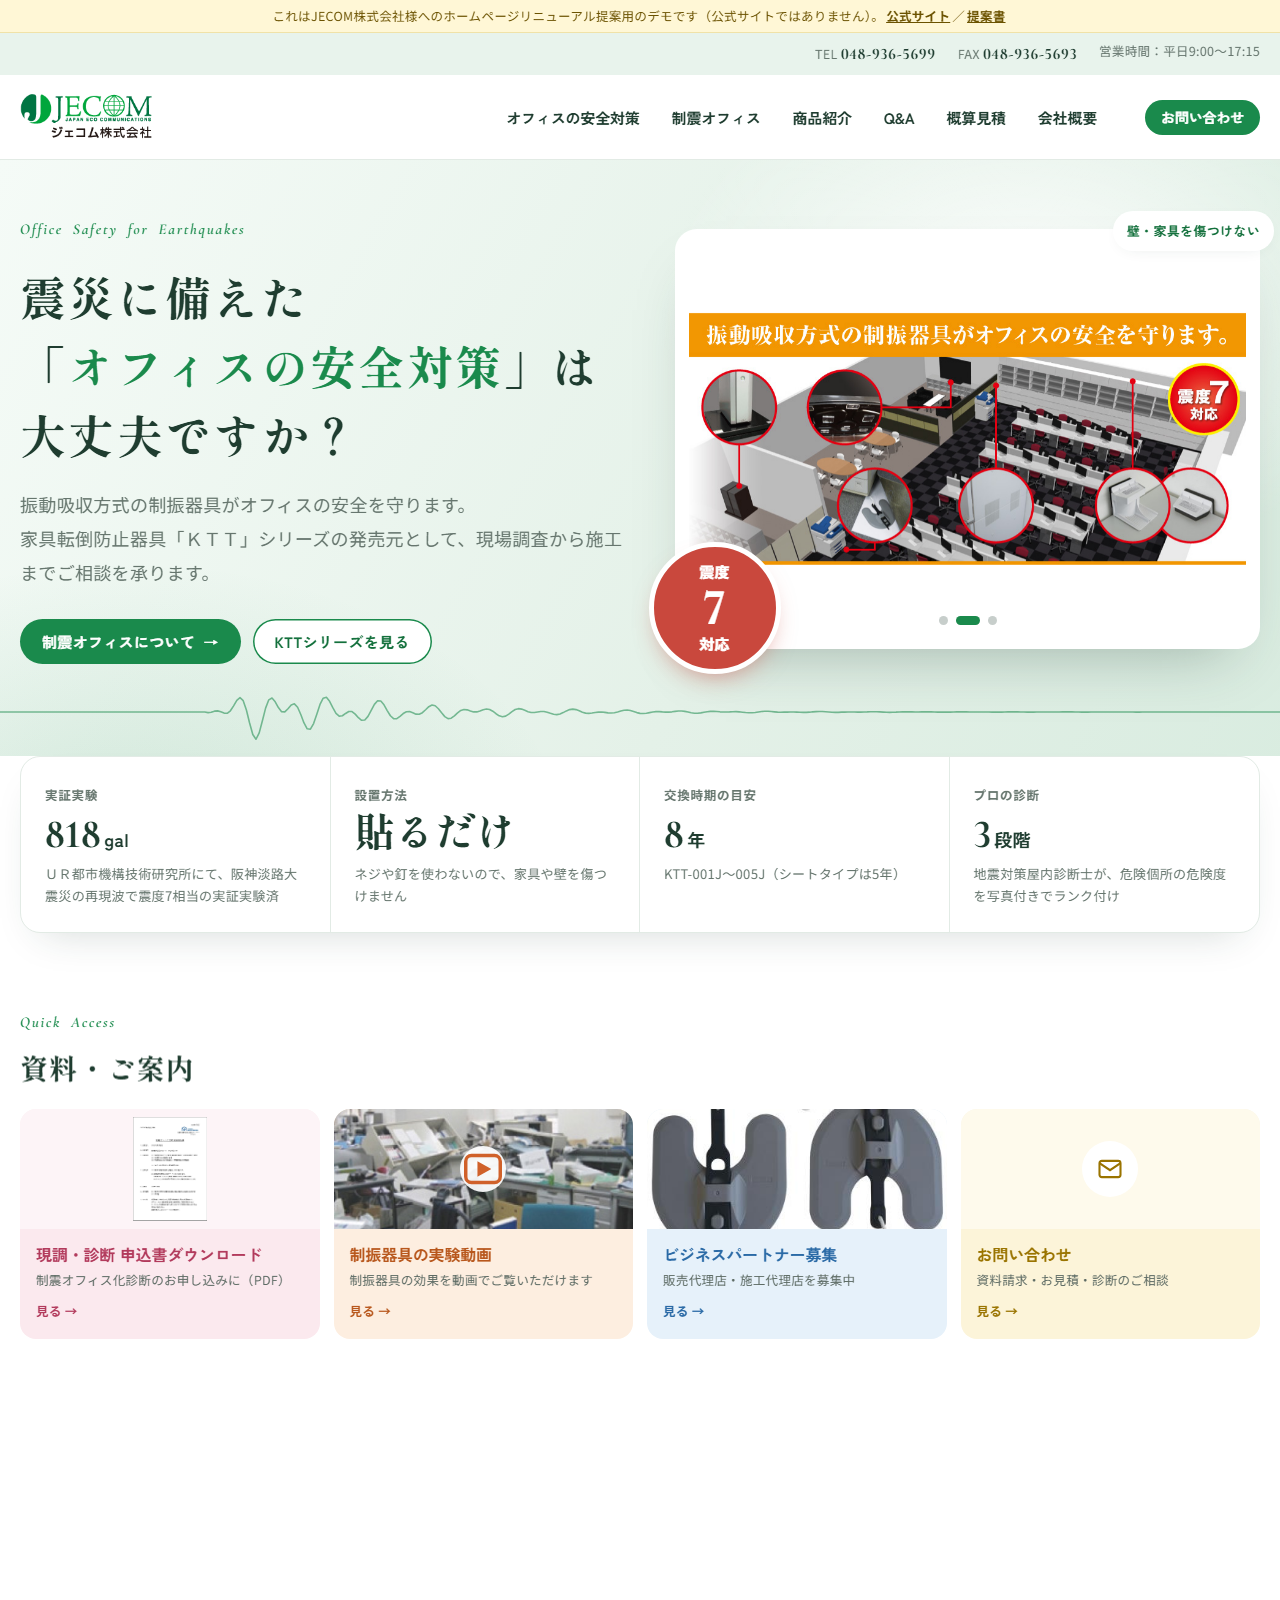 これはJECOM株式会社様へのホームページリニューアル提案用のデモです（公式サイトではありません）。 公式サイト ／ 提案書
TEL 048-936-5699 FAX 048-936-5693 営業時間：平日9:00〜17:15
JECOM
JAPAN ECO COMMUNICATIONS
ジェコム株式会社
オフィスの安全対策 制震オフィス 商品紹介 Q&A 概算見積 会社概要 お問い合わせ
Office Safety for Earthquakes
震災に備えた
「オフィスの安全対策」は
大丈夫ですか？
振動吸収方式の制振器具がオフィスの安全を守ります。
家具転倒防止器具「ＫＴＴ」シリーズの発売元として、現場調査から施工
までご相談を承ります。
制震オフィスについて →
KTTシリーズを見る
壁・家具を傷つけない
振動吸収方式の制振器具がオフィスの安全を守ります。
震度7
対応
震度
7
対応
実証実験
818 gal
ＵＲ都市機構技術研究所にて、阪神淡路大
震災の再現波で震度7相当の実証実験済
設置方法
貼るだけ
ネジや釘を使わないので、家具や壁を傷つ
けません
交換時期の目安
8 年
KTT-001J〜005J（シートタイプは5年）
プロの診断
3 段階
地震対策屋内診断士が、危険個所の危険度
を写真付きでランク付け
Quick Access
資料・ご案内
現調・診断 申込書ダウンロード
制震オフィス化診断のお申し込みに（PDF）
見る →
制振器具の実験動画
制振器具の効果を動画でご覧いただけます
見る →
ビジネスパートナー募集
販売代理店・施工代理店を募集中
見る →
お問い合わせ
資料請求・お見積・診断のご相談
見る →